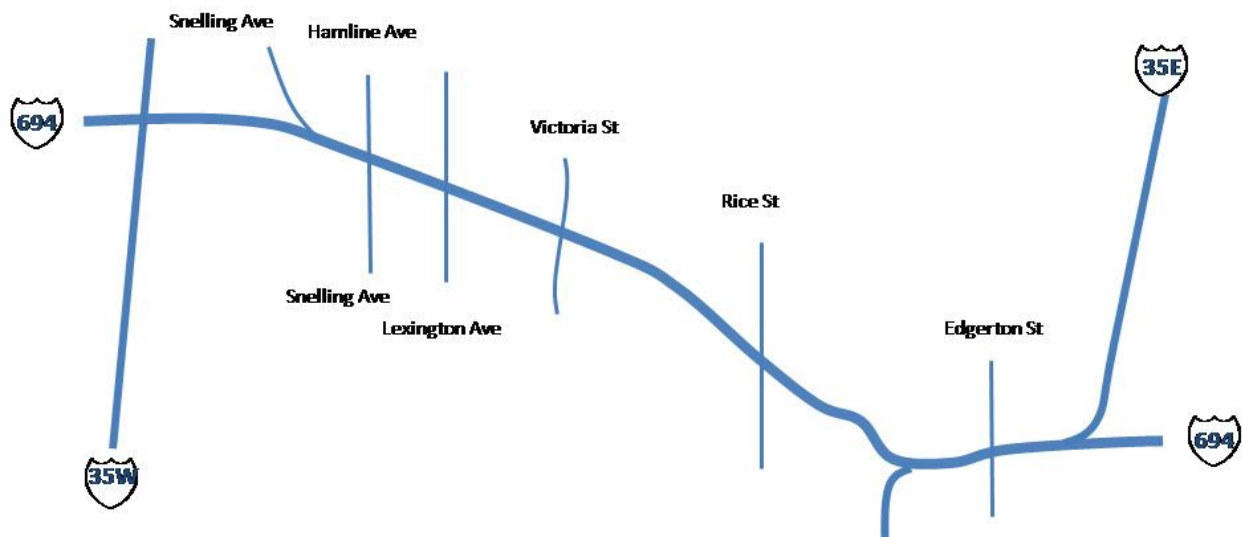 Snelling Ave
Hamline Ave
35E
694
Victoria St
Rice St
Snelling Ave
Lexington Ave
Edgerton St
694
35W